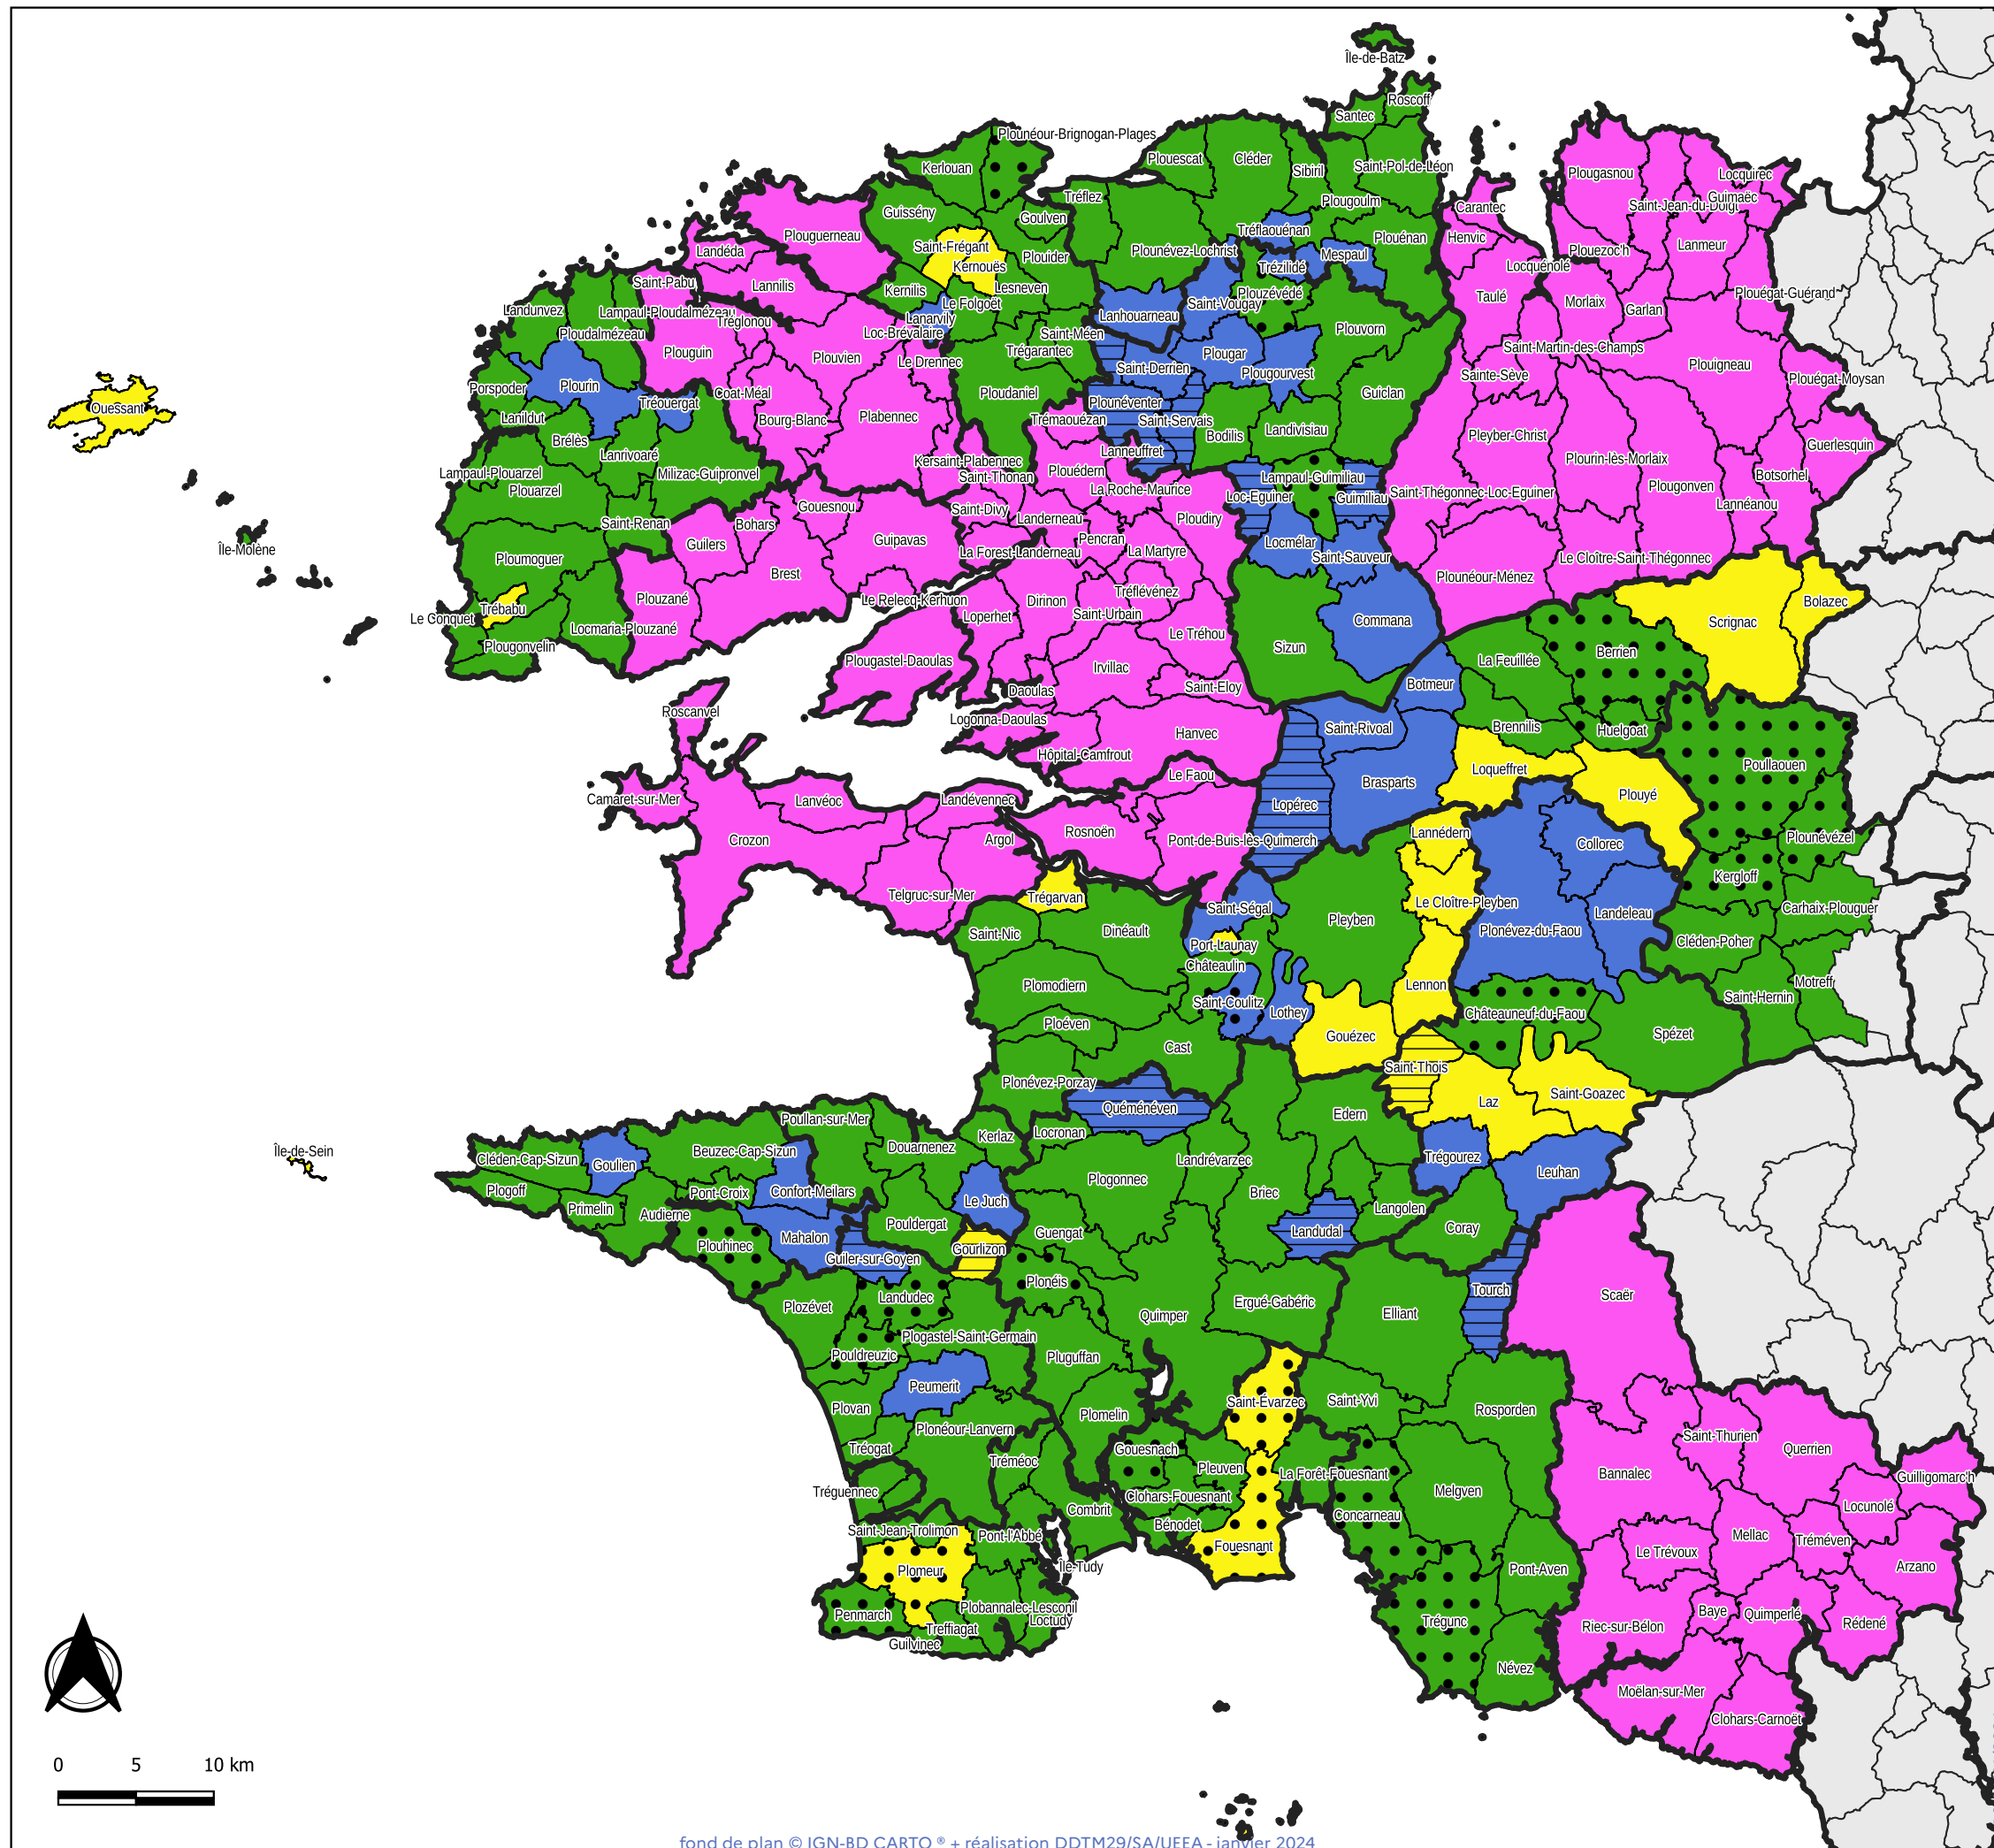 Île-de-Batz
Roscoff
Santec
Plounéour-Brignogan-Plages
Plouescat
Cléder
Sibiril
Saint-Pol-de-Léon
Kerlouan
Plougasnou
Locquirec
Guimaec
Saint-Jean-du-Doigt
Tréflez
Plougoulm
Carantec
Guissény
Goulven
Tréflaouénan
Plouénan
Henvic
Plouguerneau
Saint-Frégant
Plounévez-Lochrist
Lanmeur
Plouezoc'h
Landéda
Plouider
Mespaul
Kernouës
Trézilidé
Locquénolé
Saint-Pabu
Lannilis
Kernilis
Lesneven
Plouzévédé
Taulé
Plouégat-Guérand
Le Folgoët
Saint-Vougay
Morlaix
Garlan
Landunvez
Lampaul-Ploudalmézeau
Tréglonou
Lanarvily
Lanhouarneau
Plouvorn
Ploudalmézeau
Loc-Brévalaire
Saint-Méen
Plouguin
Plouvien
Trégarantec
Plougar
Saint-Martin-des-Champs
Le Drennec
Saint-Derrien
Plougourvest
Plouigneau
Porspoder
Plourin
Sainte-Sève
Plouégat-Moysan
Coat-Méal
Ploudaniel
Guiclan
Tréouergat
Plounéventer
Ouessant
Lanildut
Bourg-Blanc
Plabennec
Trémaouézan
Saint-Servais
Landivisiau
Brélès
Bodilis
Pleyber-Christ
Guerlesquin
Lanrivoaré
Lanneuffret
Plourin-lès-Morlaix
Lampaul-Plouarzel
Milizac-Guipronvel
Kersaint-Plabennec
Plouédern
Saint-Thonan
Lampaul-Guimiliau
Botsorhel
Plouarzel
La Roche-Maurice
Loc-Eguiner
Guimiliau
Saint-Thégonnec-Loc-Eguiner
Plougonven
Gouesnou
Saint-Divy
Landerneau
Ploudiry
Lannéanou
Saint-Renan
Bohars
Guilers
Guipavas
Pencran
Locmélar
Île-Molène
La Forest-Landerneau
La Martyre
Saint-Sauveur
Ploumoguer
Le Cloître-Saint-Thégonnec
Brest
Plounéour-Ménez
Tréflévénez
Plouzané
Le Relecq-Kerhuon
Dirinon
Bolazec
Trébabu
Loperhet
Saint-Urbain
Commana
Scrignac
Le Conquet
Locmaria-Plouzané
Le Tréhou
Plougonvelin
Sizun
Berrien
Plougastel-Daoulas
Irvillac
La Feuillée
Daoulas
Saint-Eloy
Botmeur
Roscanvel
Logonna-Daoulas
Brennilis
Huelgoat
Hanvec
Saint-Rivoal
Hôpital-Camfrout
Poullaouen
Le Faou
Loqueffret
Brasparts
Camaret-sur-Mer
Lanvéoc
Landévennec
Lopérec
Plouyé
Rosnoën
Lannédern
Crozon
Argol
Pont-de-Buis-lès-Quimerch
Collorec
Plounévézel
Kergloff
Telgruc-sur-Mer
Trégarvan
Le Cloître-Pleyben
Saint-Ségal
Carhaix-Plouguer
Landeleau
Pleyben
Saint-Nic
Dinéault
Plonévez-du-Faou
Port-Launay
Cléden-Poher
Châteaulin
Plomodiern
Lennon
Motreff
Saint-Coulitz
Saint-Hernin
Lothey
Châteauneuf-du-Faou
Ploéven
Gouézec
Spézet
Cast
Saint-Thois
Plonévez-Porzay
Saint-Goazec
Quéménéven
Laz
Edern
Poullan-sur-Mer
Kerlaz
Locronan
Île-de-Sein
Beuzec-Cap-Sizun
Douarnenez
Cléden-Cap-Sizun
Goulien
Landrévarzec
Trégourez
Leuhan
Plogonnec
Plogoff
Pont-Croix
Confort-Meilars
Briec
Le Juch
Primelin
Audierne
Langolen
Pouldergat
Coray
Guengat
Landudal
Mahalon
Plouhinec
Gourlizon
Guiler-sur-Goyen
Plonéis
Tourch
Scaër
Landudec
Ergué-Gabéric
Plozévet
Elliant
Quimper
Plogastel-Saint-Germain
Pouldreuzic
Pluguffan
Peumerit
Saint-Évarzec
Saint-Yvi
Plovan
Plomelin
Rosporden
Plonéour-Lanvern
Saint-Thurien
Tréogat
Gouesnach
Querrien
Tréméoc
Pleuven
La Forêt-Fouesnant
Bannalec
Guilligomarc'h
Tréguennec
Clohars-Fouesnant
Melgven
Locunolé
Combrit
Concarneau
Saint-Jean-Trolimon
Pont-l'Abbé
Bénodet
Mellac
Trémeven
Fouesnant
Le Trévoux
Île-Tudy
Plomeur
Pont-Aven
Arzano
Plobannalec-Lesconil
Penmarch
Loctudy
Trégunc
Baye
Quimperlé
Treffiagat
Riec-sur-Bélon
Rédené
Guilvinec
Névez
Moëlan-sur-Mer
Clohars-Carnoët
0 5 10 km
fond de plan © IGN-BD CARTO ® + réalisation DDTM29/SA/UEEA - janvier 2024